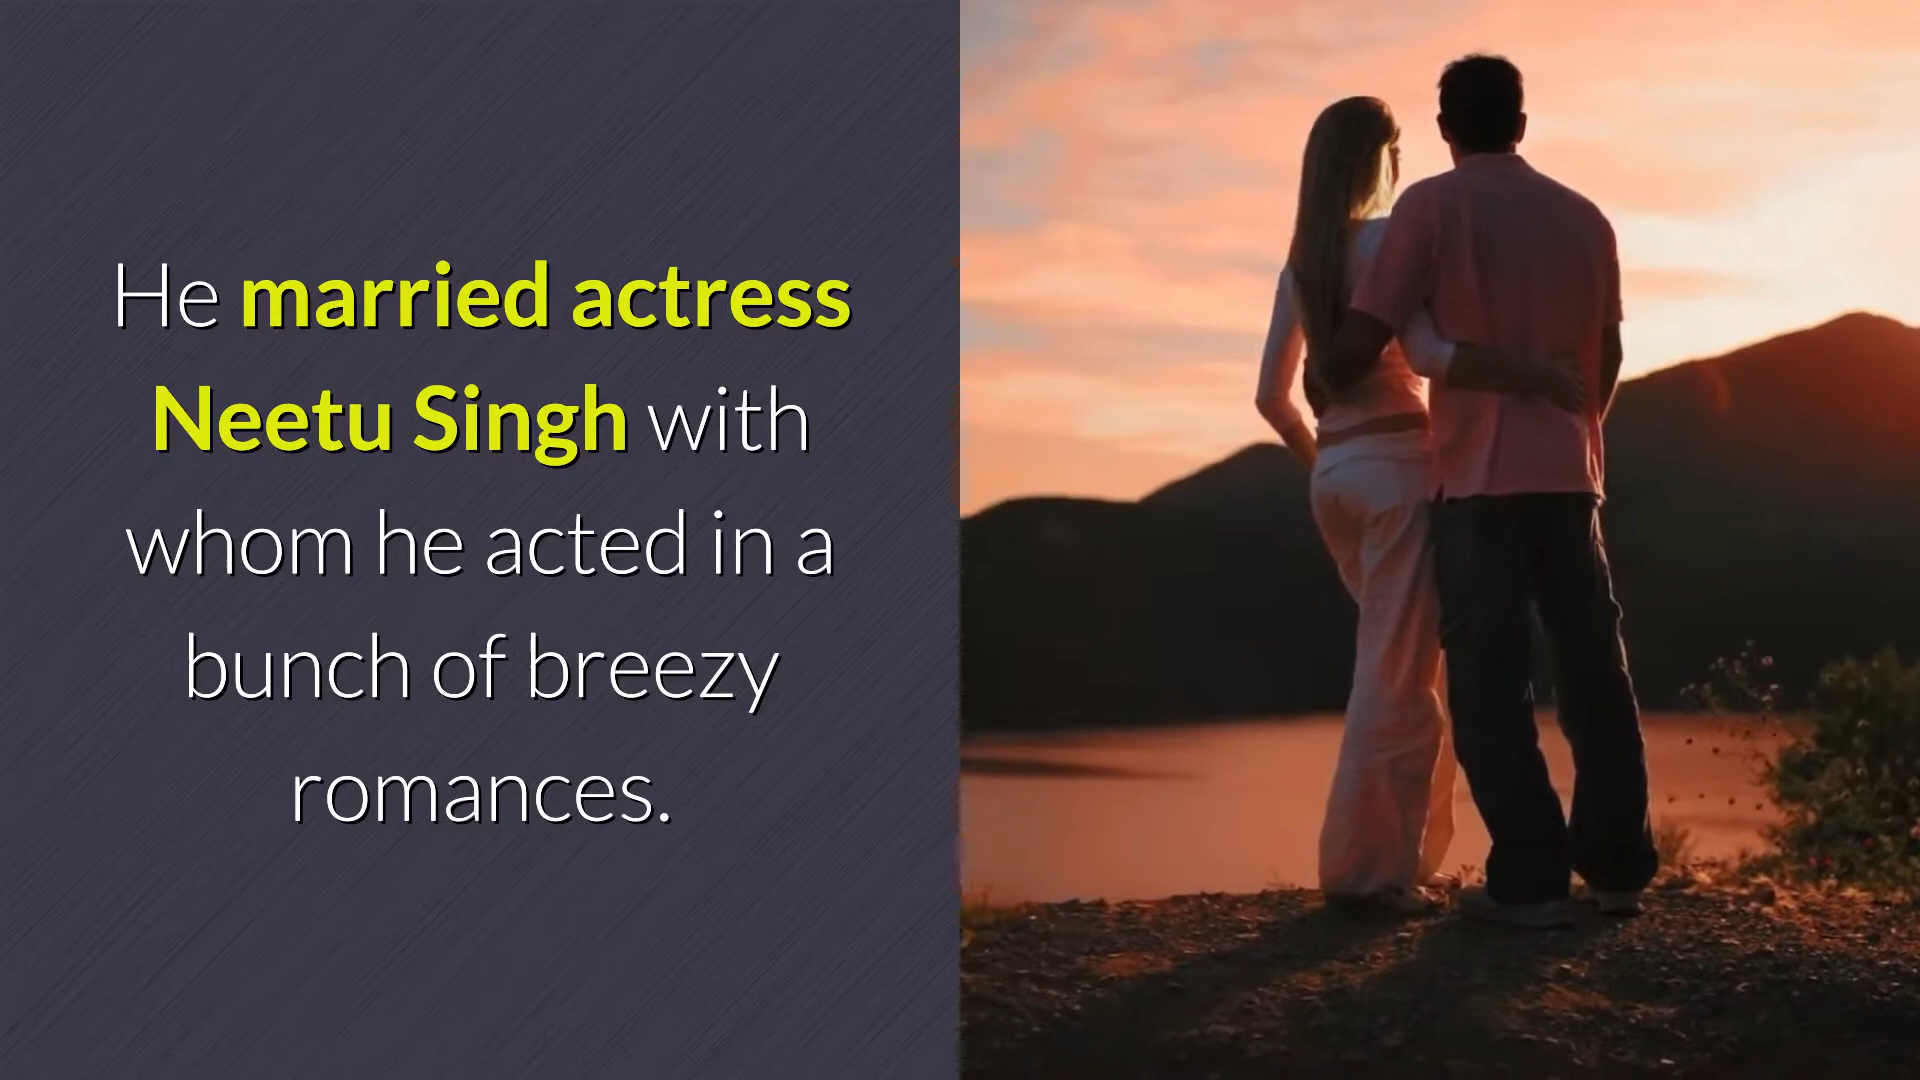 He married actress
Neetu Singh with
whom he acted in a
bunch of breezy
romances.